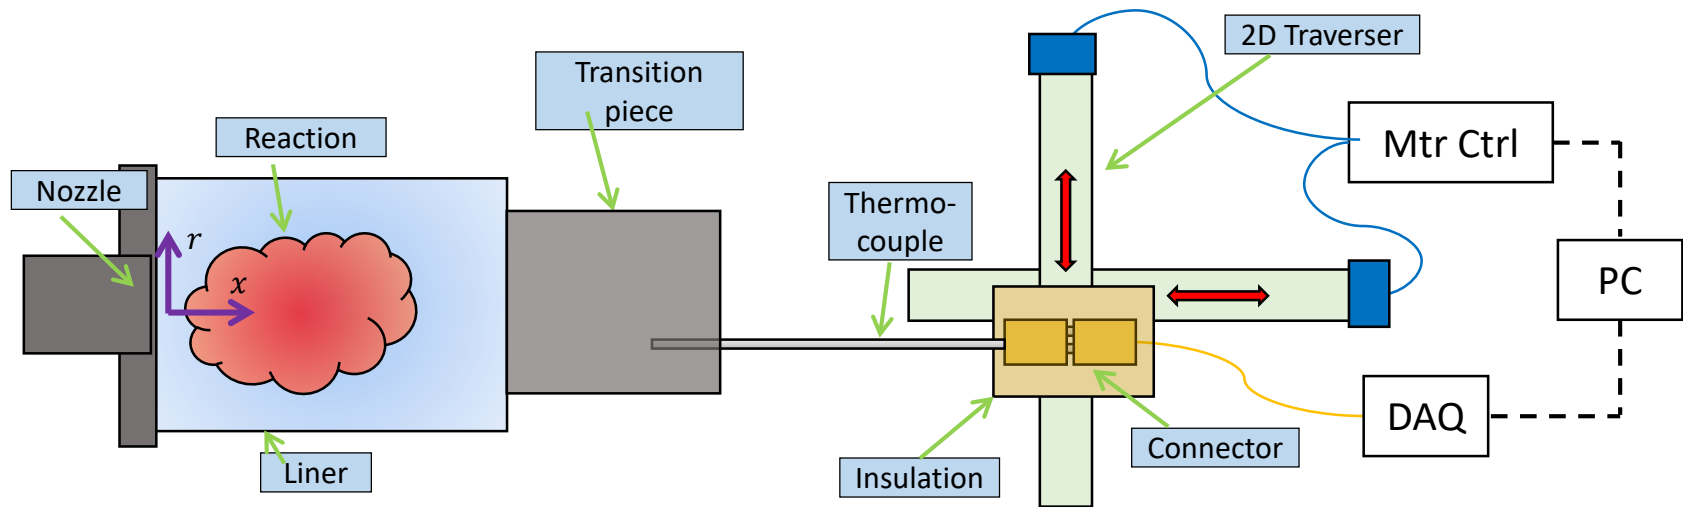 2D Traverser
Transition
piece
Reaction
Mtr Ctrl
Nozzle
Thermo-
couple
r
x
PC
DAQ
Connector
Liner
Insulation